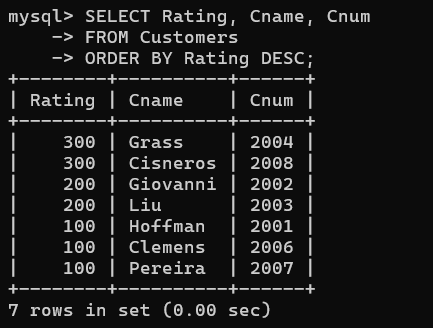 mysql> SELECT Rating, Cname, Cnum
    -> FROM Customers
    -> ORDER BY Rating DESC;
+--------+----------+------+
| Rating | Cname    | Cnum |
+--------+----------+------+
|    300 | Grass    | 2004 |
|    300 | Cisneros | 2008 |
|    200 | Giovanni | 2002 |
|    200 | Liu      | 2003 |
|    100 | Hoffman  | 2001 |
|    100 | Clemens  | 2006 |
|    100 | Pereira  | 2007 |
+--------+----------+------+
7 rows in set (0.00 sec)